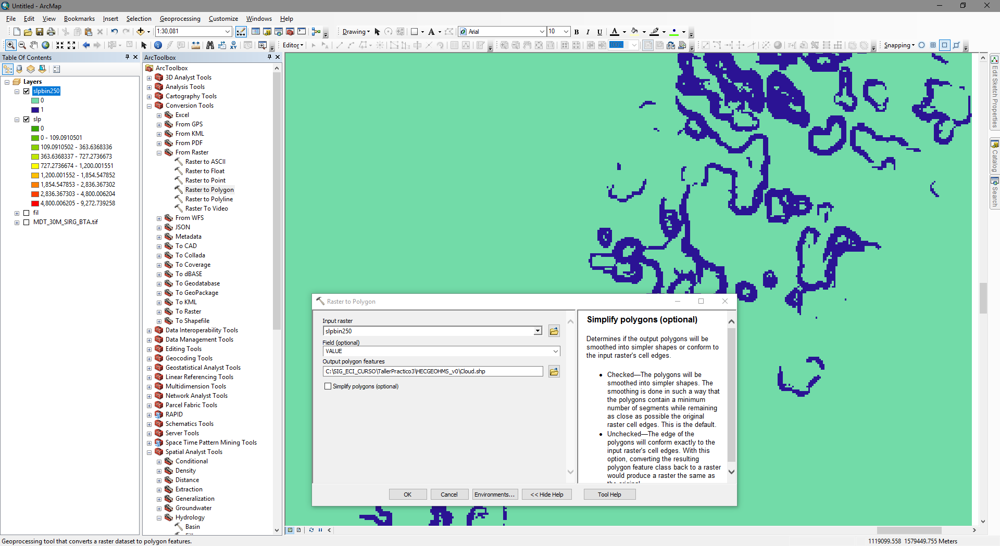 Untitled - ArcMap
File Edit View Bookmarks Insert Selection Geoprocessing Customize Windows Help
1:30,081
Drawing
Arial
10
B I U A
Editor
100%
Snapping
Table Of Contents
Layers
slpbin250
0
1
slp
0
0 - 109.0910501
109.0910502 - 363.6368336
363.6368337 - 727.2736673
727.2736674 - 1,200.001551
1,200.001552 - 1,854.547852
1,854.547853 - 2,836.367302
2,836.367303 - 4,800.006204
4,800.006205 - 9,272.739258
fil
MDT_30M_SIRG_BTA.tif
ArcToolbox
ArcToolbox
3D Analyst Tools
Analysis Tools
Cartography Tools
Conversion Tools
Excel
From GPS
From KML
From PDF
From Raster
Raster to ASCII
Raster to Float
Raster to Point
Raster to Polygon
Raster to Polyline
Raster To Video
From WFS
JSON
Metadata
To CAD
To Collada
To Coverage
To dBASE
To Geodatabase
To GeoPackage
To KML
To Raster
To Shapefile
Data Interoperability Tools
Data Management Tools
Editing Tools
Geocoding Tools
Geostatistical Analyst Tools
Linear Referencing Tools
Multidimension Tools
Network Analyst Tools
Parcel Fabric Tools
RAPID
Schematics Tools
Server Tools
Space Time Pattern Mining Tools
Spatial Analyst Tools
Conditional
Density
Distance
Extraction
Generalization
Groundwater
Hydrology
Basin
Raster to Polygon
Input raster
slpbin250
Field (optional)
VALUE
Output polygon features
C:\SIG_ECI_CURSO\TallerPractico3\HECGEOHMS_v0\Cloud.shp
Simplify polygons (optional)
OK Cancel Environments... << Hide Help Tool Help
Simplify polygons (optional)
Determines if the output polygons will be
smoothed into simpler shapes or conform to
the input raster's cell edges.
• Checked—The polygons will be
smoothed into simpler shapes. The
smoothing is done in such a way that
the polygons contain a minimum
number of segments while remaining
as close as possible the original
raster cell edges. This is the default.
• Unchecked—The edge of the
polygons will conform exactly to the
input raster's cell edges. With this
option, converting the resulting
polygon feature class back to a raster
would produce a raster the same as
the original.
Edit Sketch Properties
Catalog
Search
Geoprocessing tool that converts a raster dataset to polygon features.
1119099.558 1579449.755 Meters